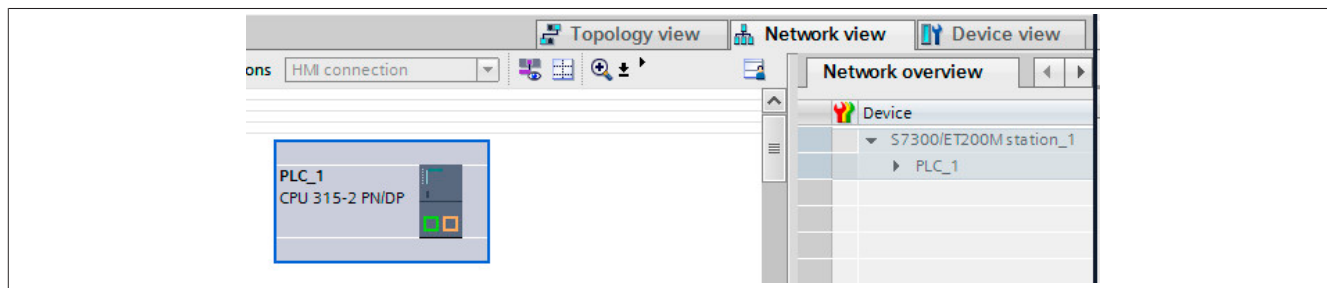 Topology view
Network view
Device view
ons HMI connection
Network overview
Device
S7300/ET200M station_1
PLC_1
PLC_1
CPU 315-2 PN/DP